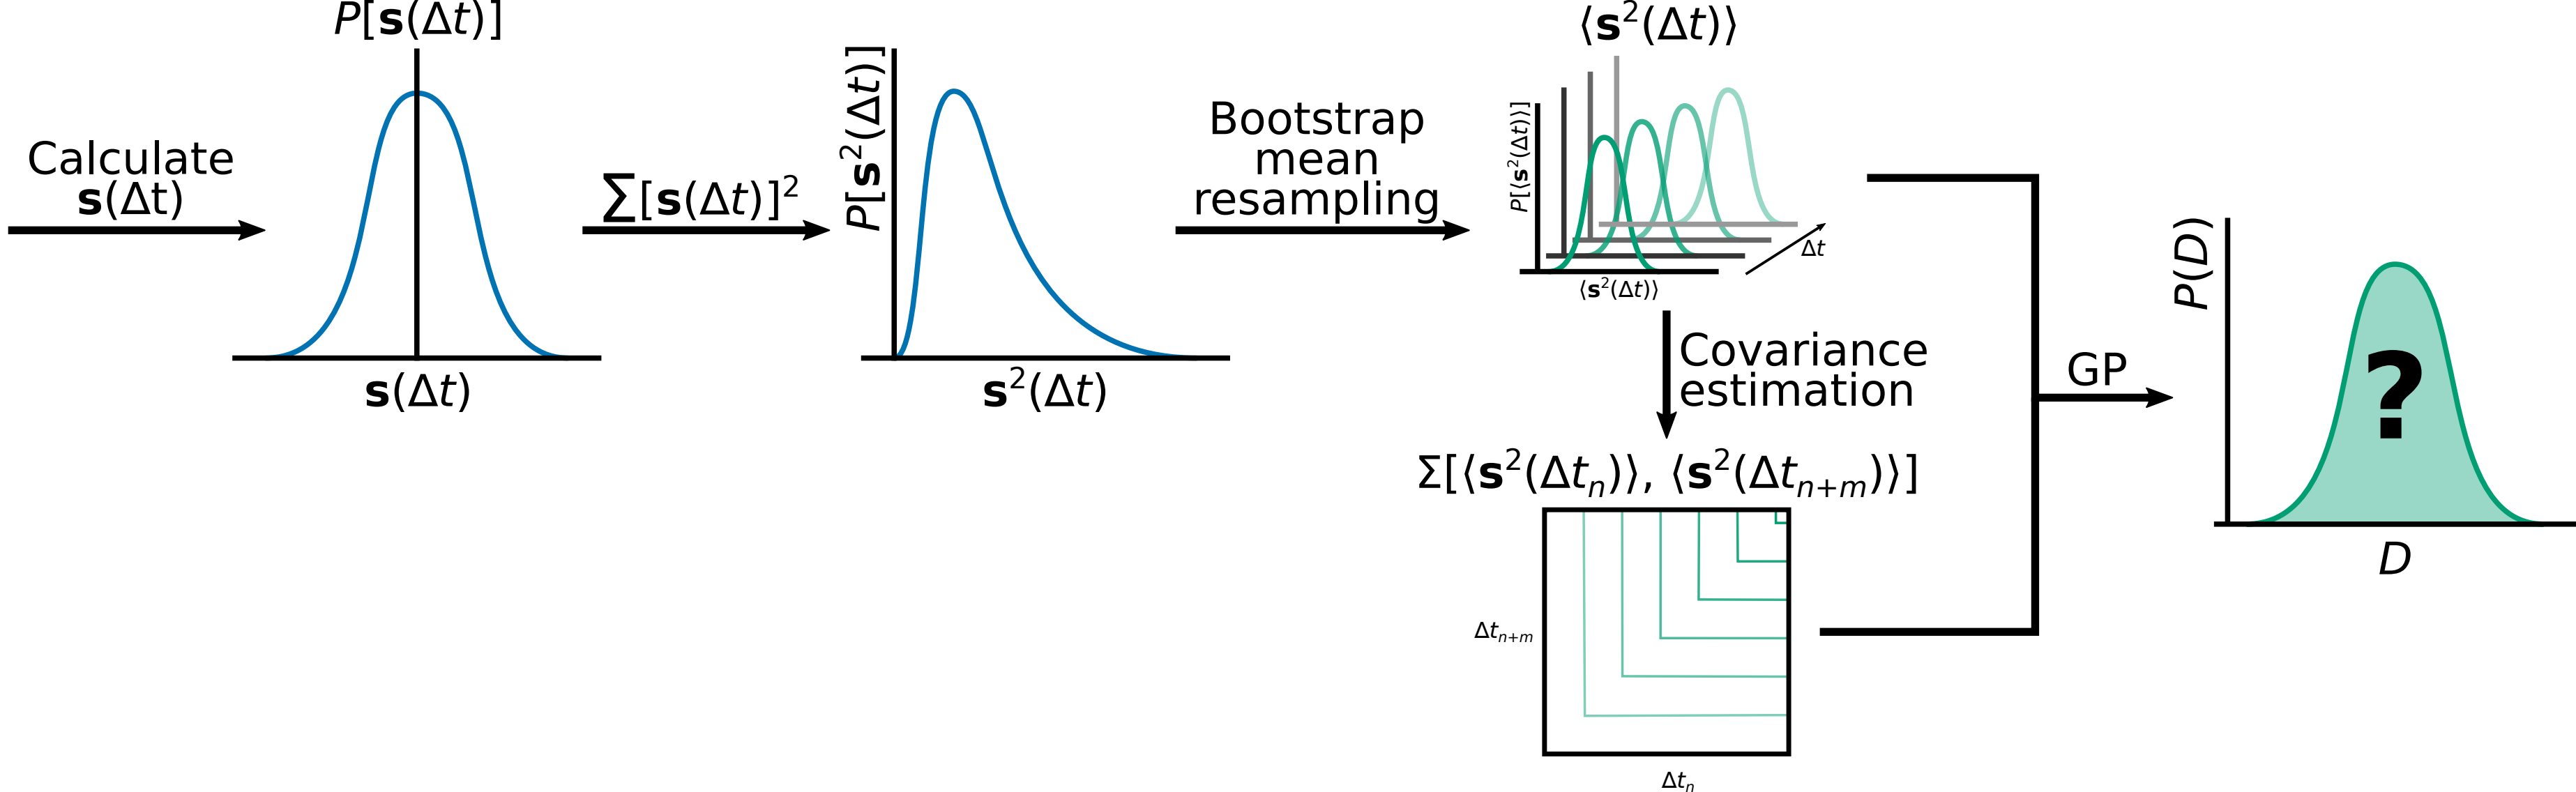 Calculate
s(Δt)
P[s(Δt)]
s(Δt)
Σ[s(Δt)]²
P[s²(Δt)]
s²(Δt)
Bootstrap
mean
resampling
⟨s²(Δt)⟩
P[⟨s²(Δt)⟩]
⟨s²(Δt)⟩
Δt
Covariance
estimation
Σ[⟨s²(Δtₙ)⟩, ⟨s²(Δtₙ₊ₘ)⟩]
Δtₙ₊ₘ
Δtₙ
GP
P(D)
?
D